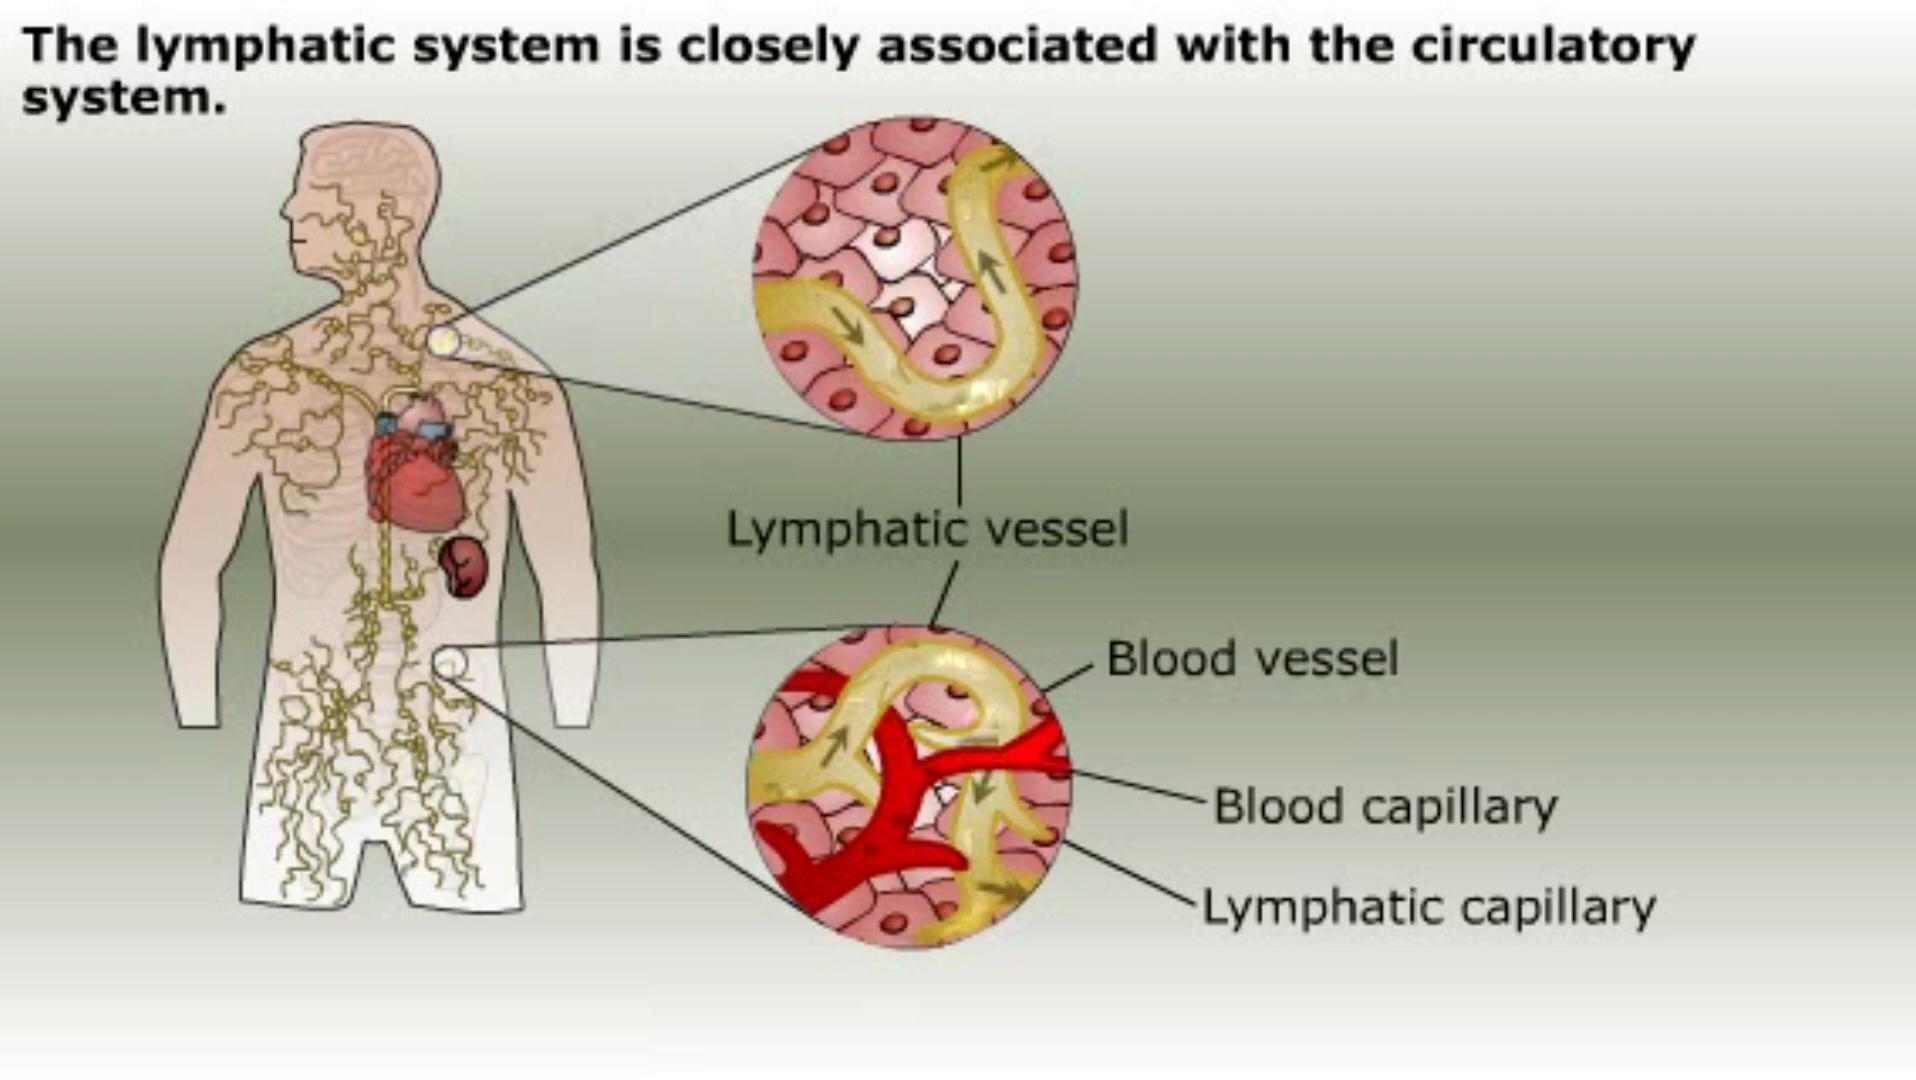 The lymphatic system is closely associated with the circulatory
system.
Lymphatic vessel
Blood vessel
Blood capillary
Lymphatic capillary